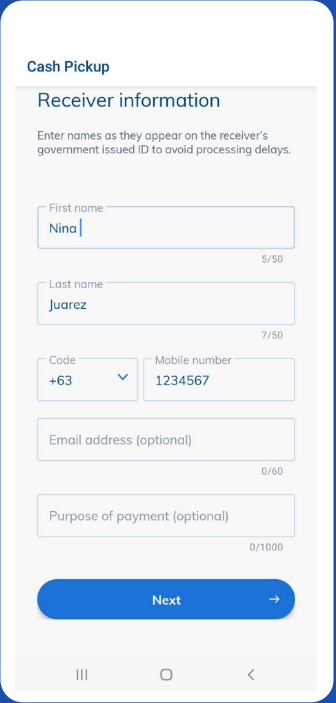 Cash Pickup
Receiver information
Enter names as they appear on the receiver's
government issued ID to avoid processing delays.
First name
Nina
5/50
Last name
Juarez
7/50
Code
+63
Mobile number
1234567
Email address (optional)
0/60
Purpose of payment (optional)
0/1000
Next